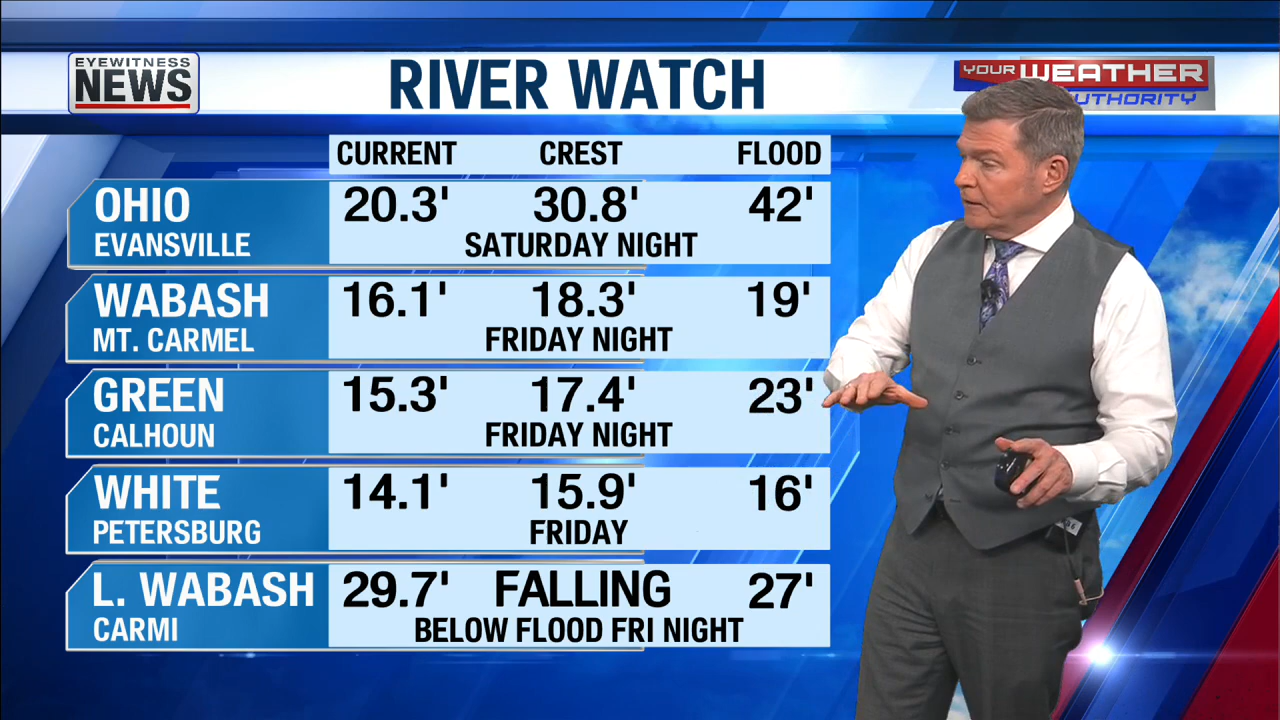 EYEWITNESS
NEWS
RIVER WATCH
YOUR WEATHER
AUTHORITY
CURRENT CREST FLOOD
OHIO 20.3' 30.8' 42'
EVANSVILLE SATURDAY NIGHT
WABASH 16.1' 18.3' 19'
MT. CARMEL FRIDAY NIGHT
GREEN 15.3' 17.4' 23'
CALHOUN FRIDAY NIGHT
WHITE 14.1' 15.9' 16'
PETERSBURG FRIDAY
L. WABASH 29.7' FALLING 27'
CARMI BELOW FLOOD FRI NIGHT